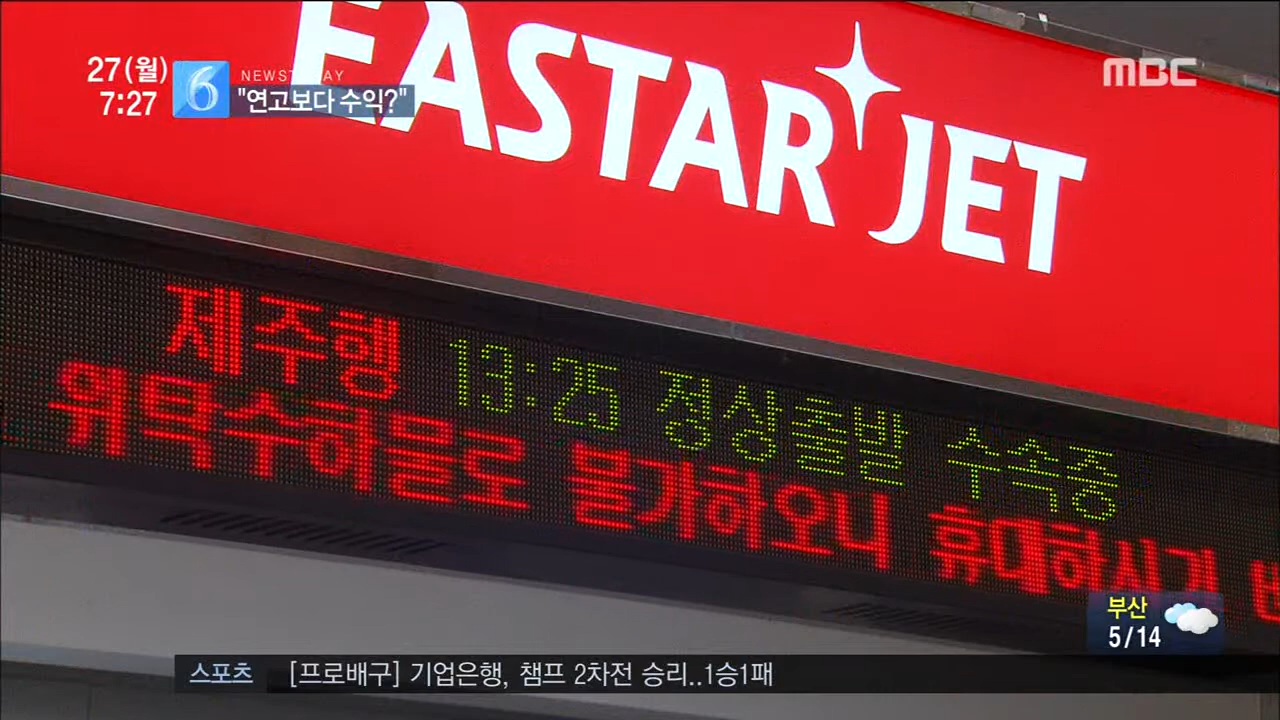 EASTAR JET
27(월)
7:27
6
NEWS
"연고보다 수익?"
MBC
제주행 13:25 정상출발 수속중
위탁수하물로 불가하오니 휴대하시기
부산
5/14
스포츠 [프로배구] 기업은행, 챔프 2차전 승리..1승1패